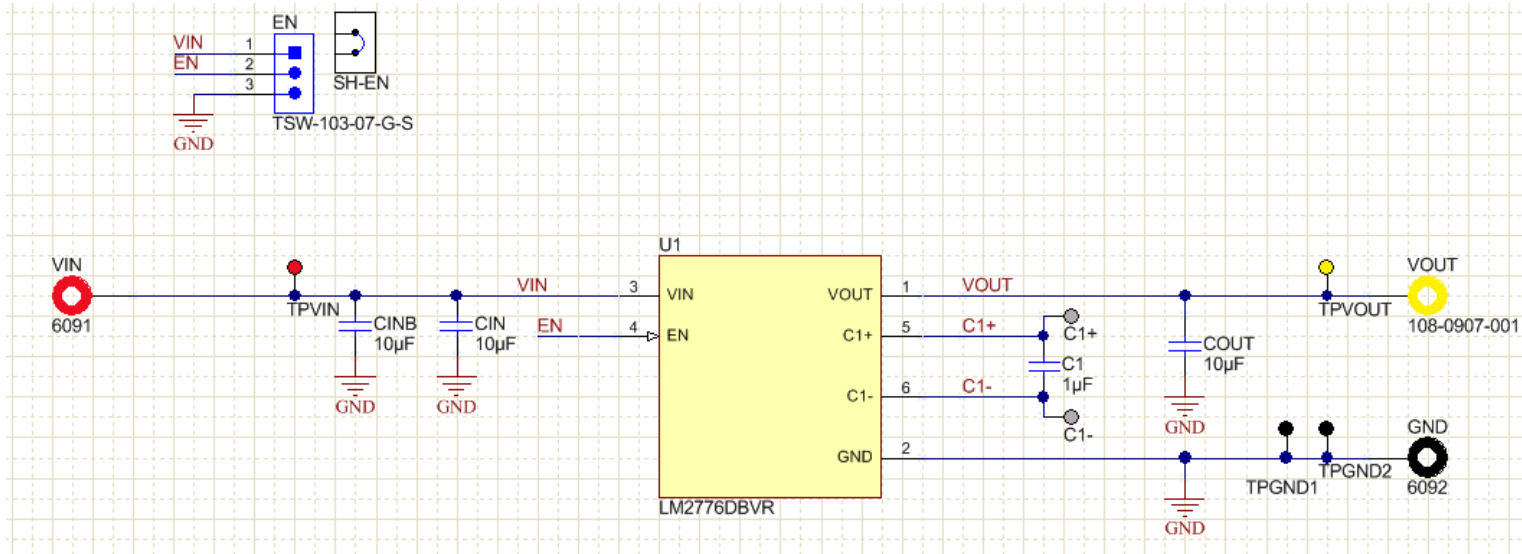 EN
VIN 1
EN 2
3
SH-EN
TSW-103-07-G-S
GND
U1
VIN
6091
TPVIN
CINB
10µF
GND
CIN
10µF
GND
VIN 3
EN 4
VIN
EN
VOUT
C1+
C1-
GND
LM2776DBVR
1 VOUT
5 C1+
6 C1-
2
C1+
C1
1µF
C1-
COUT
10µF
GND
TPVOUT
VOUT
108-0907-001
GND
TPGND1
TPGND2
GND
6092